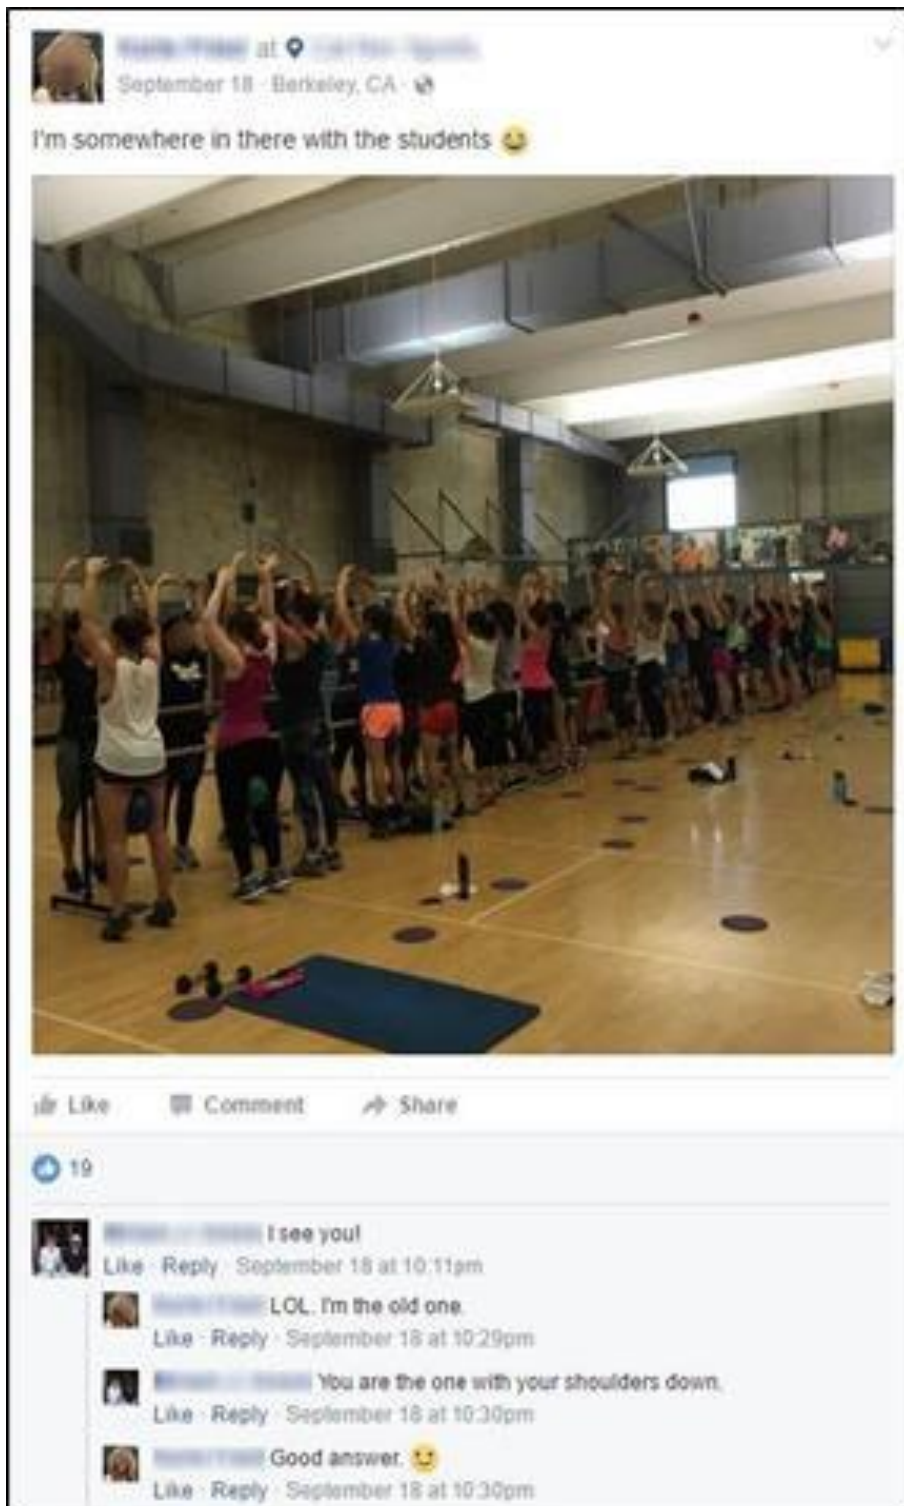 at
September 18 · Berkeley, CA ·
I'm somewhere in there with the students
Like Comment Share
19
I see you!
Like · Reply · September 18 at 10:11pm
LOL. I'm the old one.
Like · Reply · September 18 at 10:29pm
You are the one with your shoulders down.
Like · Reply · September 18 at 10:30pm
Good answer.
Like · Reply · September 18 at 10:30pm